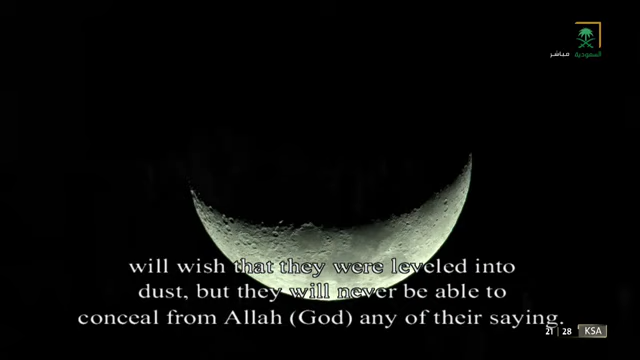 السعودية
مباشر
will wish that they were leveled into
dust, but they will never be able to
conceal from Allah (God) any of their saying.
21 28 KSA